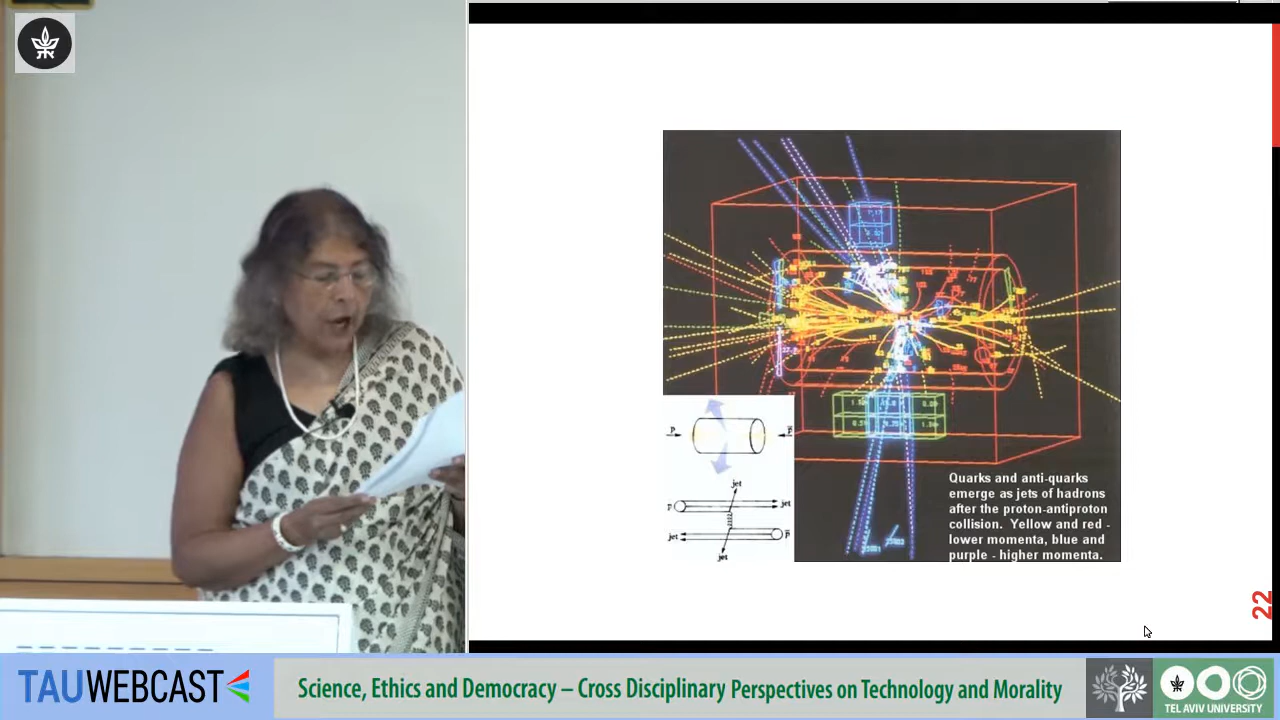 Quarks and anti-quarks
emerge as jets of hadrons
after the proton-antiproton
collision. Yellow and red -
lower momenta, blue and
purple - higher momenta.
P
jet
P
jet
jet
jet
22
TAUWEBCAST
Science, Ethics and Democracy – Cross Disciplinary Perspectives on Technology and Morality
TEL AVIV UNIVERSITY